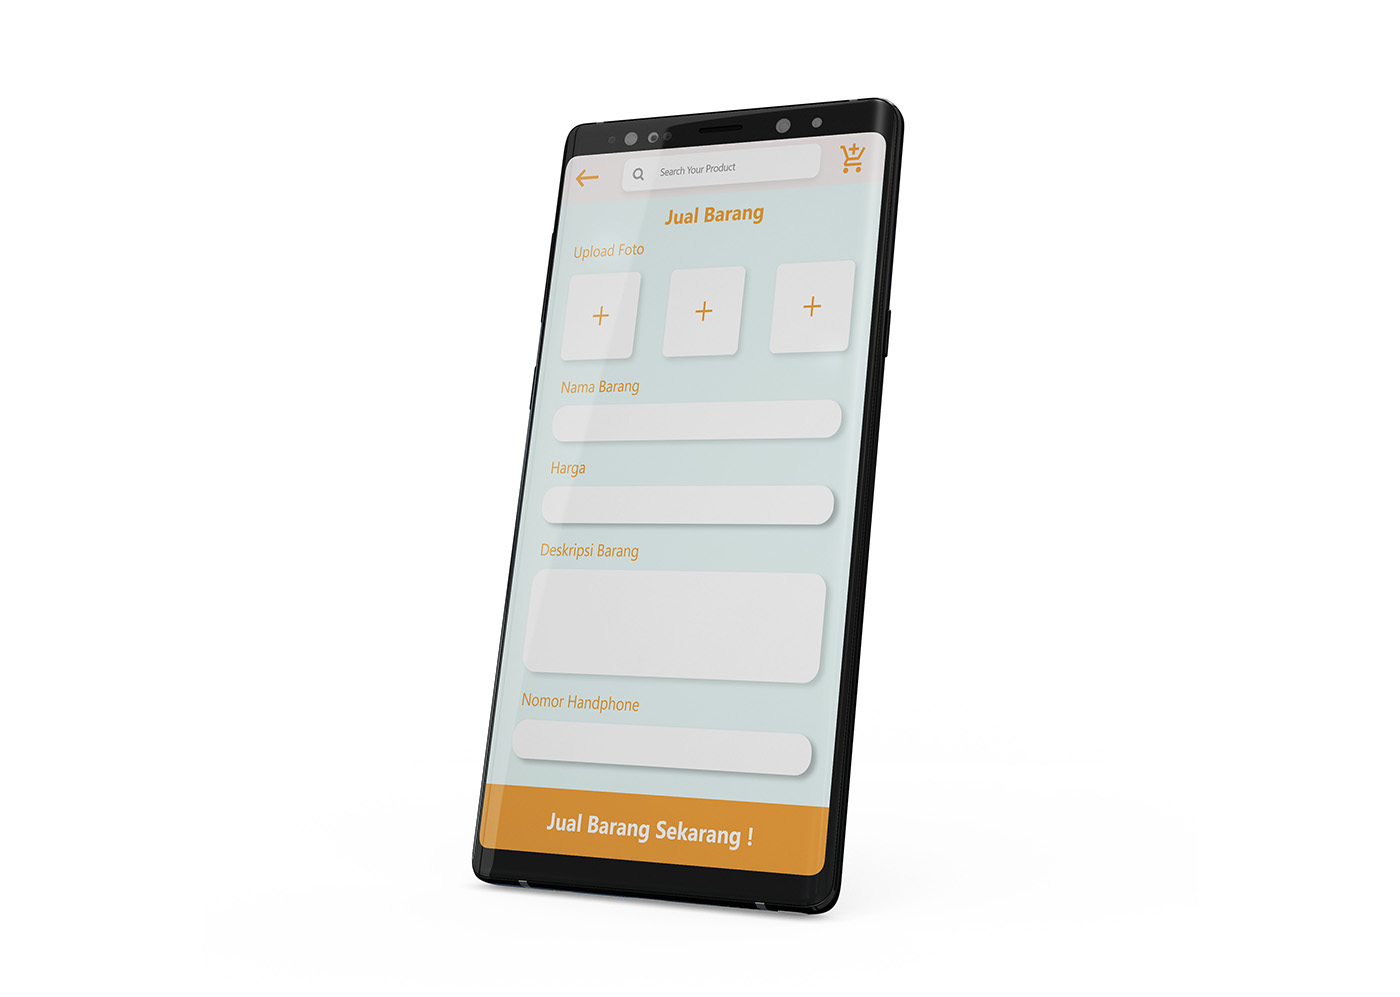 Search Your Product
Jual Barang
Upload Foto
Nama Barang
Harga
Deskripsi Barang
Nomor Handphone
Jual Barang Sekarang !